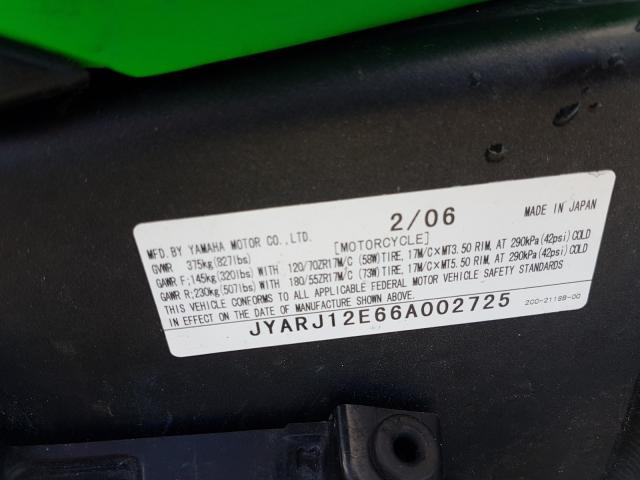 2/06
MADE IN JAPAN
MFD.BY YAMAHA MOTOR CO.,LTD.
[MOTORCYCLE]
GVWR 375kg(827lbs)
GAWR F;145kg(320lbs)WITH 120/70ZR17M/C (58W)TIRE, 17M/C×MT3.50 RIM, AT 290kPa(42psi)COLD
GAWR R;230kg(507lbs)WITH 180/55ZR17M/C (73W)TIRE, 17M/C×MT5.50 RIM, AT 290kPa(42psi)COLD
THIS VEHICLE CONFORMS TO ALL APPLICABLE FEDERAL MOTOR VEHICLE SAFETY STANDARDS
IN EFFECT ON THE DATE OF MANUFACTURE SHOWN ABOVE.
JYARJ12E66A002725
2C0-2118B-00